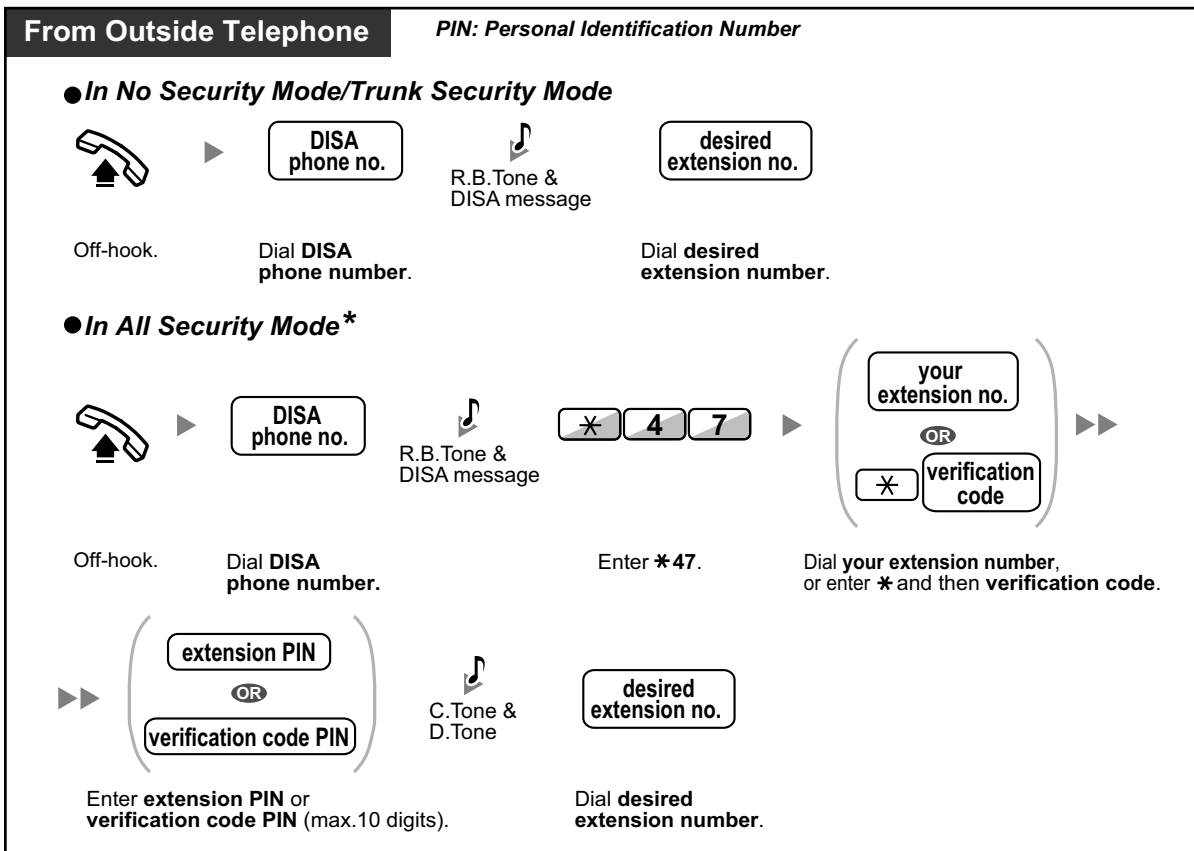 From Outside Telephone
PIN: Personal Identification Number
●In No Security Mode/Trunk Security Mode
DISA
phone no.
R.B.Tone &
DISA message
desired
extension no.
Off-hook.
Dial DISA
phone number.
Dial desired
extension number.
●In All Security Mode*
DISA
phone no.
R.B.Tone &
DISA message
* 4 7
your
extension no.
OR
* verification
code
Off-hook.
Dial DISA
phone number.
Enter *47.
Dial your extension number,
or enter * and then verification code.
extension PIN
OR
verification code PIN
C.Tone &
D.Tone
desired
extension no.
Enter extension PIN or
verification code PIN (max.10 digits).
Dial desired
extension number.